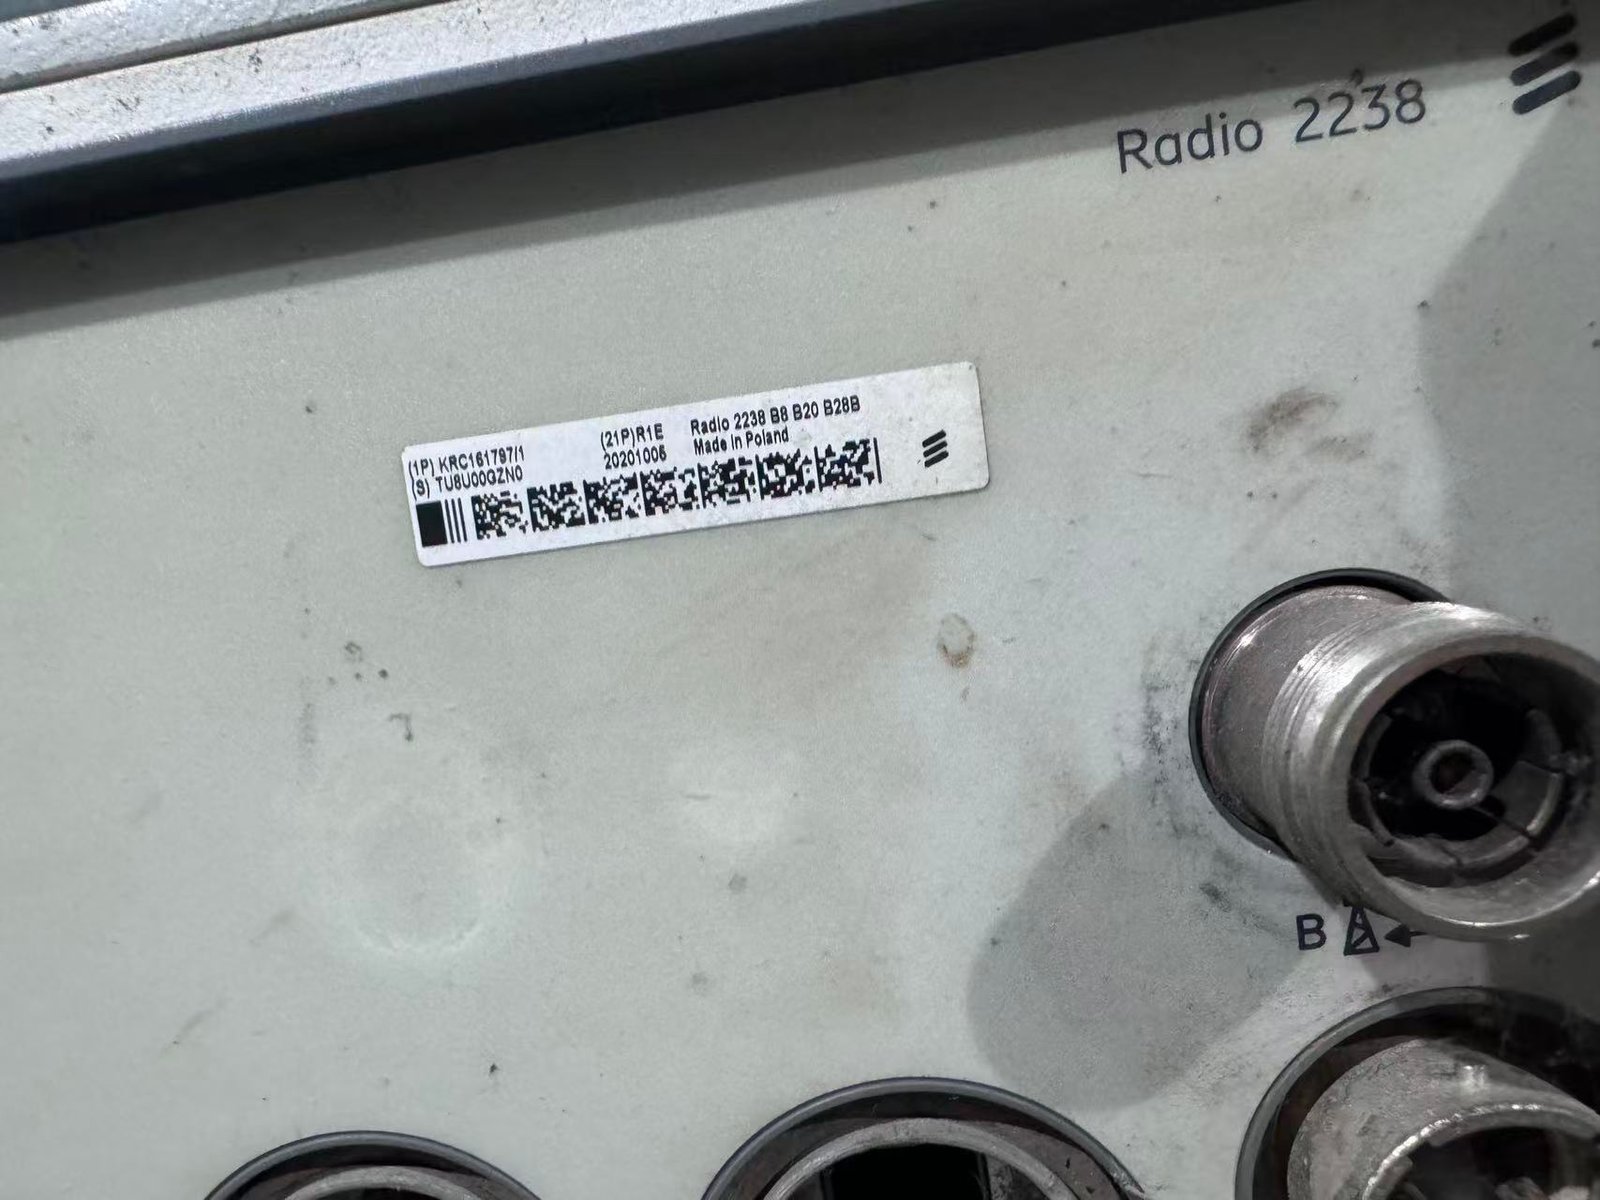 Radio 2238
(1P) KRC161797/1 (21P)R1E Radio 2238 B8 B20 B28B
(S) TU8U00GZN0 20201006 Made in Poland
B